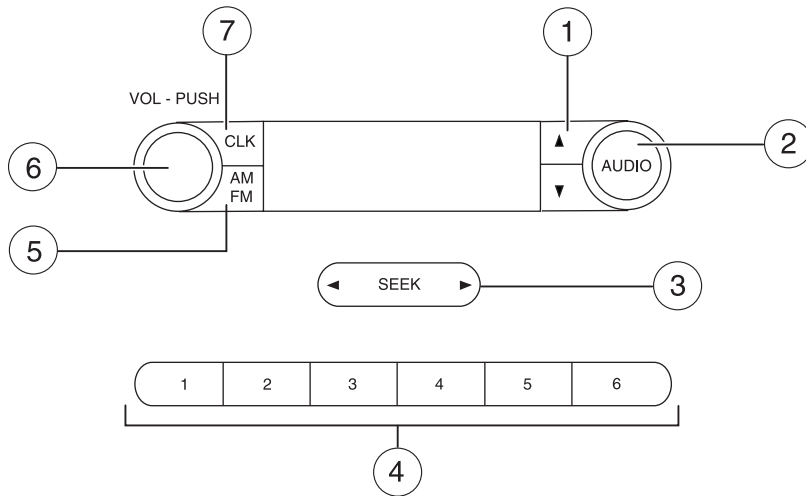 7
1
VOL - PUSH
CLK
▲
2
6
AUDIO
AM
FM
▼
5
◄ SEEK ►
3
1 2 3 4 5 6
4